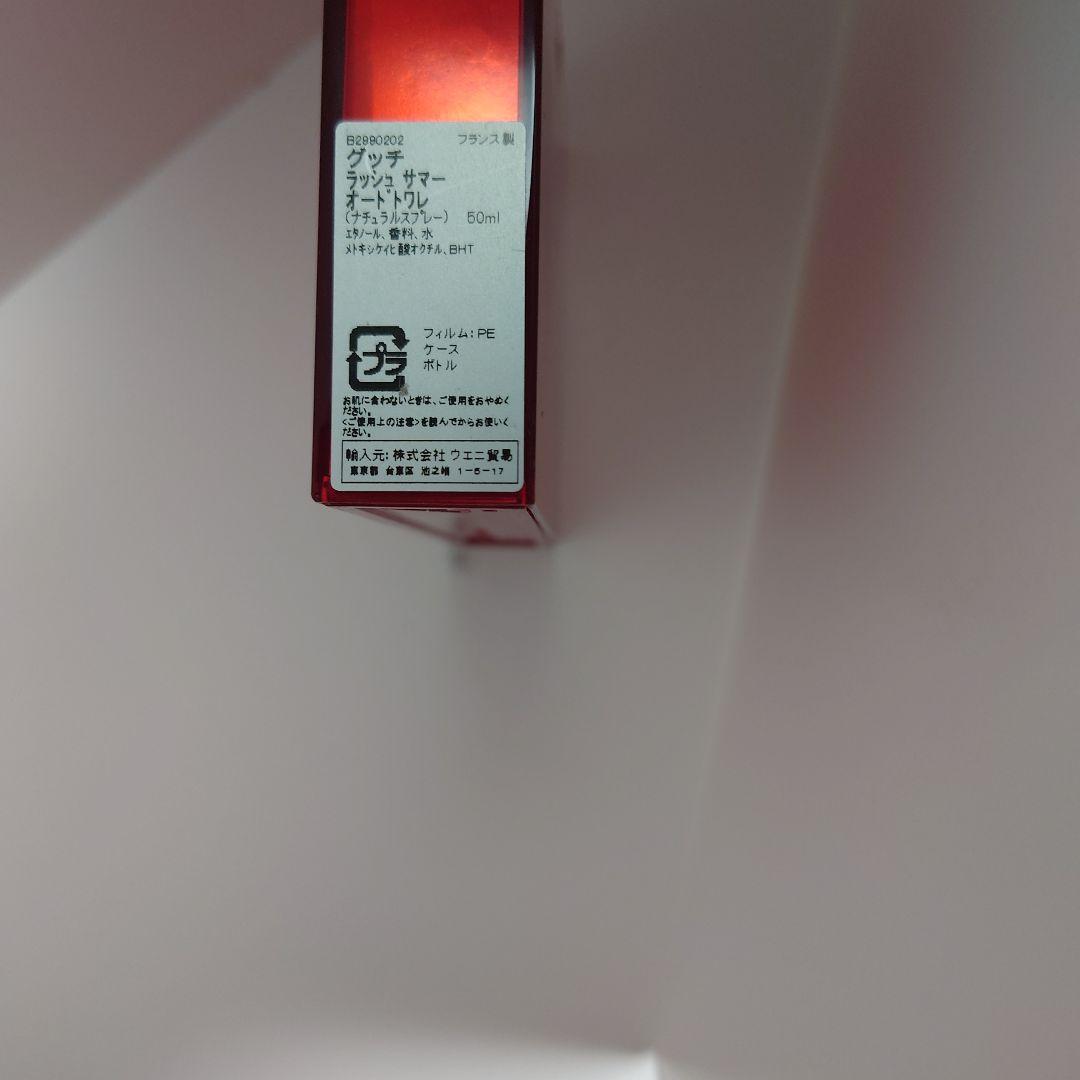 B2990202 フランス製
グッチ
ラッシュ サマー
オードトワレ
(ナチュラルスプレー) 50ml
エタノール、香料、水
メトキシケイヒ酸オクチル、BHT
プラ
フィルム:PE
ケース
ボトル
お肌に合わないときは、ご使用をおやめく
ださい。
<ご使用上の注意>を読んでからお使いく
ださい。
輸入元:株式会社 ウエニ貿易
東京都 台東区 池之端 1-6-17